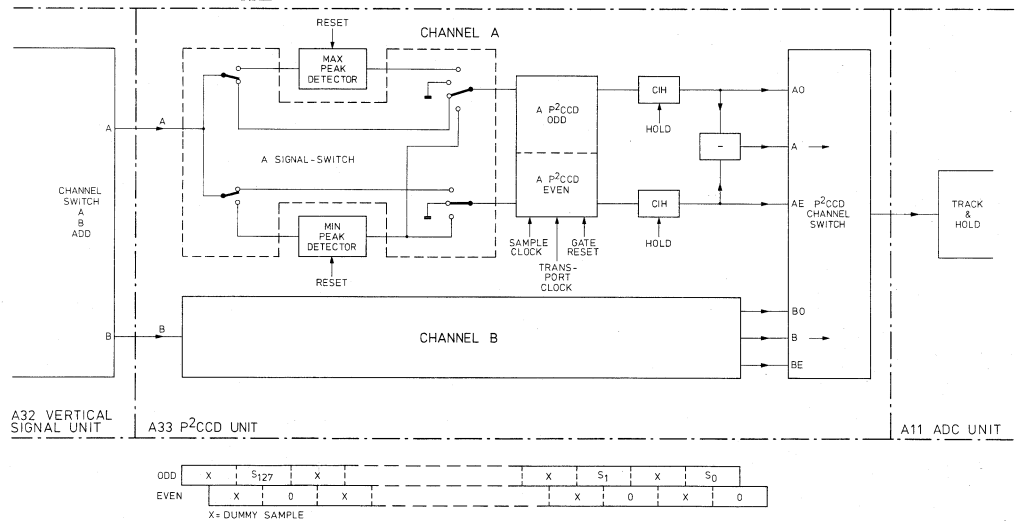 RESET
CHANNEL A
MAX
PEAK
DETECTOR
A P²CCD
ODD
CIH
HOLD
AO
A
A
A SIGNAL-SWITCH
-
A
CHANNEL
SWITCH
A
B
ADD
A P²CCD
EVEN
CIH
HOLD
AE
P²CCD
CHANNEL
SWITCH
TRACK
&
HOLD
MIN
PEAK
DETECTOR
RESET
SAMPLE
CLOCK
TRANS-
PORT
CLOCK
GATE
RESET
B
B
CHANNEL B
BO
B
BE
A32 VERTICAL
SIGNAL UNIT
A33 P²CCD UNIT
A11 ADC UNIT
ODD X S127 X X S1 X S0
EVEN X 0 X X 0 X 0
X = DUMMY SAMPLE